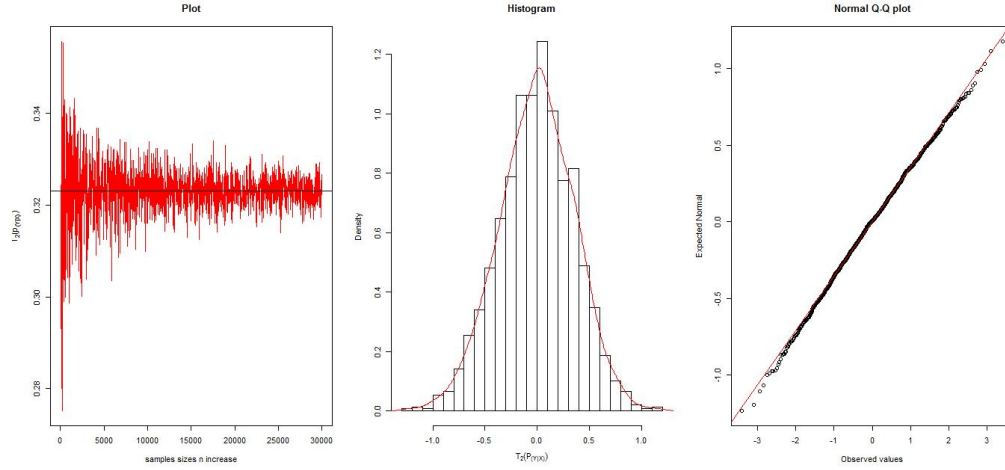 Plot
0.34
0.32
0.30
0.28
0 5000 10000 15000 20000 25000 30000
samples sizes n increase
Histogram
Density
1.2
1.0
0.8
0.6
0.4
0.2
0.0
-1.0 -0.5 0.0 0.5 1.0
T₂(P(Y|X))
Normal Q-Q plot
Expected Normal
1.0
0.5
0.0
-0.5
-1.0
-3 -2 -1 0 1 2 3
Observed values